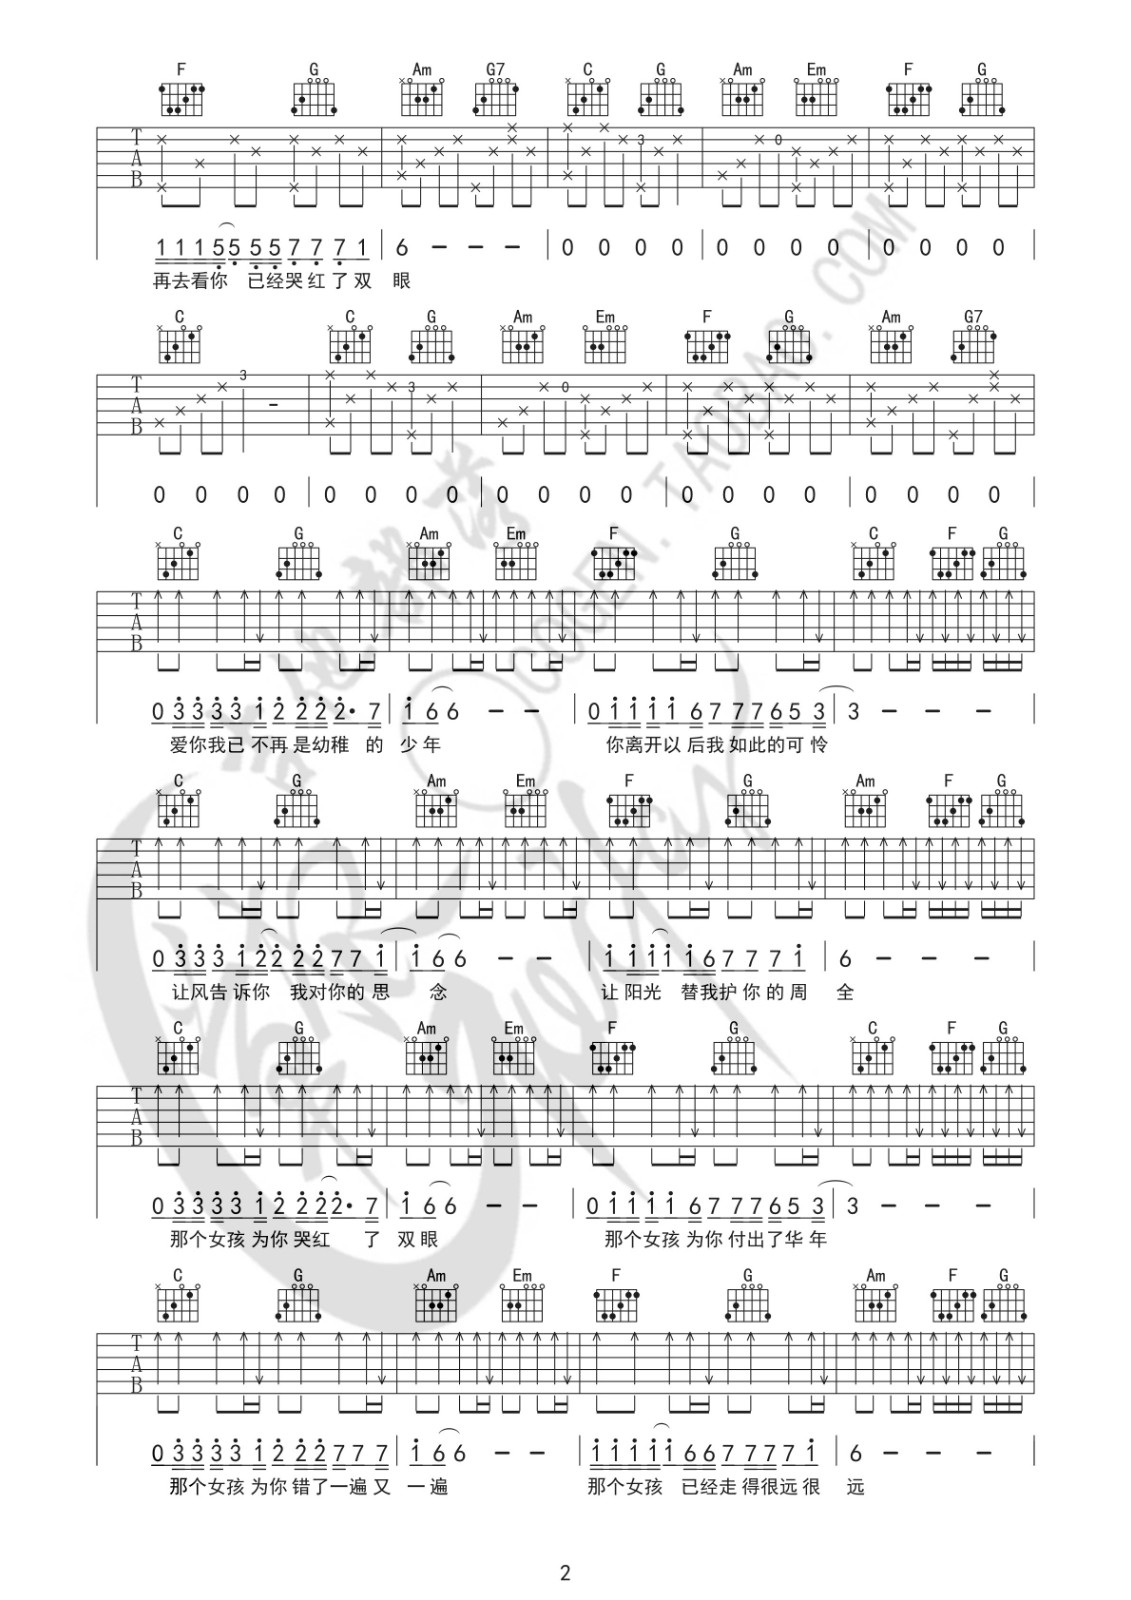 F G Am G7 C G Am Em F G
T A B
1 1 1 5 5 5 5 7 7 7 1 6 - - - 0 0 0 0 0 0 0 0 0 0 0 0
再去看你 已经哭红了双 眼
C C G Am Em F G Am G7
T A B
0 0 0 0 0 0 0 0 0 0 0 0 0 0 0 0 0 0 0 0
C G Am Em F G C F G
T A B
0 3 3 3 3 1 2 2 2 2· 7 1 6 6 - - 0 1 1 1 1 6 7 7 7 6 5 3 3 - - -
爱你我已 不再是幼稚 的 少年 你离开以后我如此的可怜
C G Am Em F G Am F G
T A B
0 3 3 3 1 2 2 2 2 7 7 1 1 6 6 - - 1 1 1 1 1 6 7 7 7 1 6 - - -
让风告诉你 我对你的思 念 让阳光 替我护你的周 全
C G Am Em F G C F G
T A B
0 3 3 3 3 1 2 2 2 2· 7 1 6 6 - - 0 1 1 1 1 6 7 7 7 6 5 3 3 - - -
那个女孩为你哭红 了 双眼 那个女孩为你付出了华年
C G Am Em F G Am F G
T A B
0 3 3 3 3 1 2 2 2 7 7 7 1 6 6 - - 1 1 1 1 1 6 6 7 7 7 7 1 6 - - -
那个女孩为你错了一遍又 一遍 那个女孩 已经走得很远很 远
COGEN.TAOBAO.COM
2